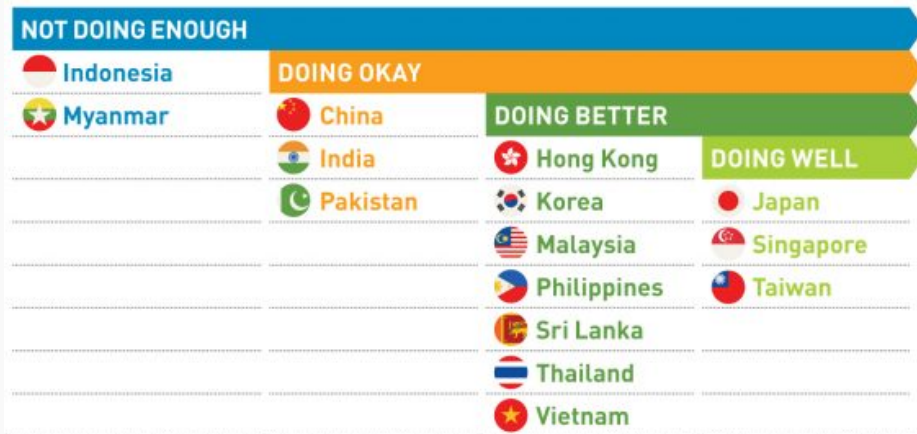 NOT DOING ENOUGH
Indonesia
Myanmar
DOING OKAY
China
India
Pakistan
DOING BETTER
Hong Kong
Korea
Malaysia
Philippines
Sri Lanka
Thailand
Vietnam
DOING WELL
Japan
Singapore
Taiwan